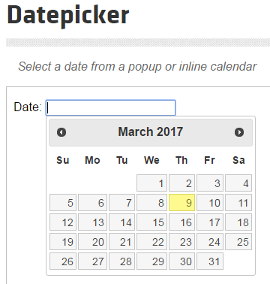 Datepicker
Select a date from a popup or inline calendar
Date:
March 2017
Su Mo Tu We Th Fr Sa
1 2 3 4
5 6 7 8 9 10 11
12 13 14 15 16 17 18
19 20 21 22 23 24 25
26 27 28 29 30 31